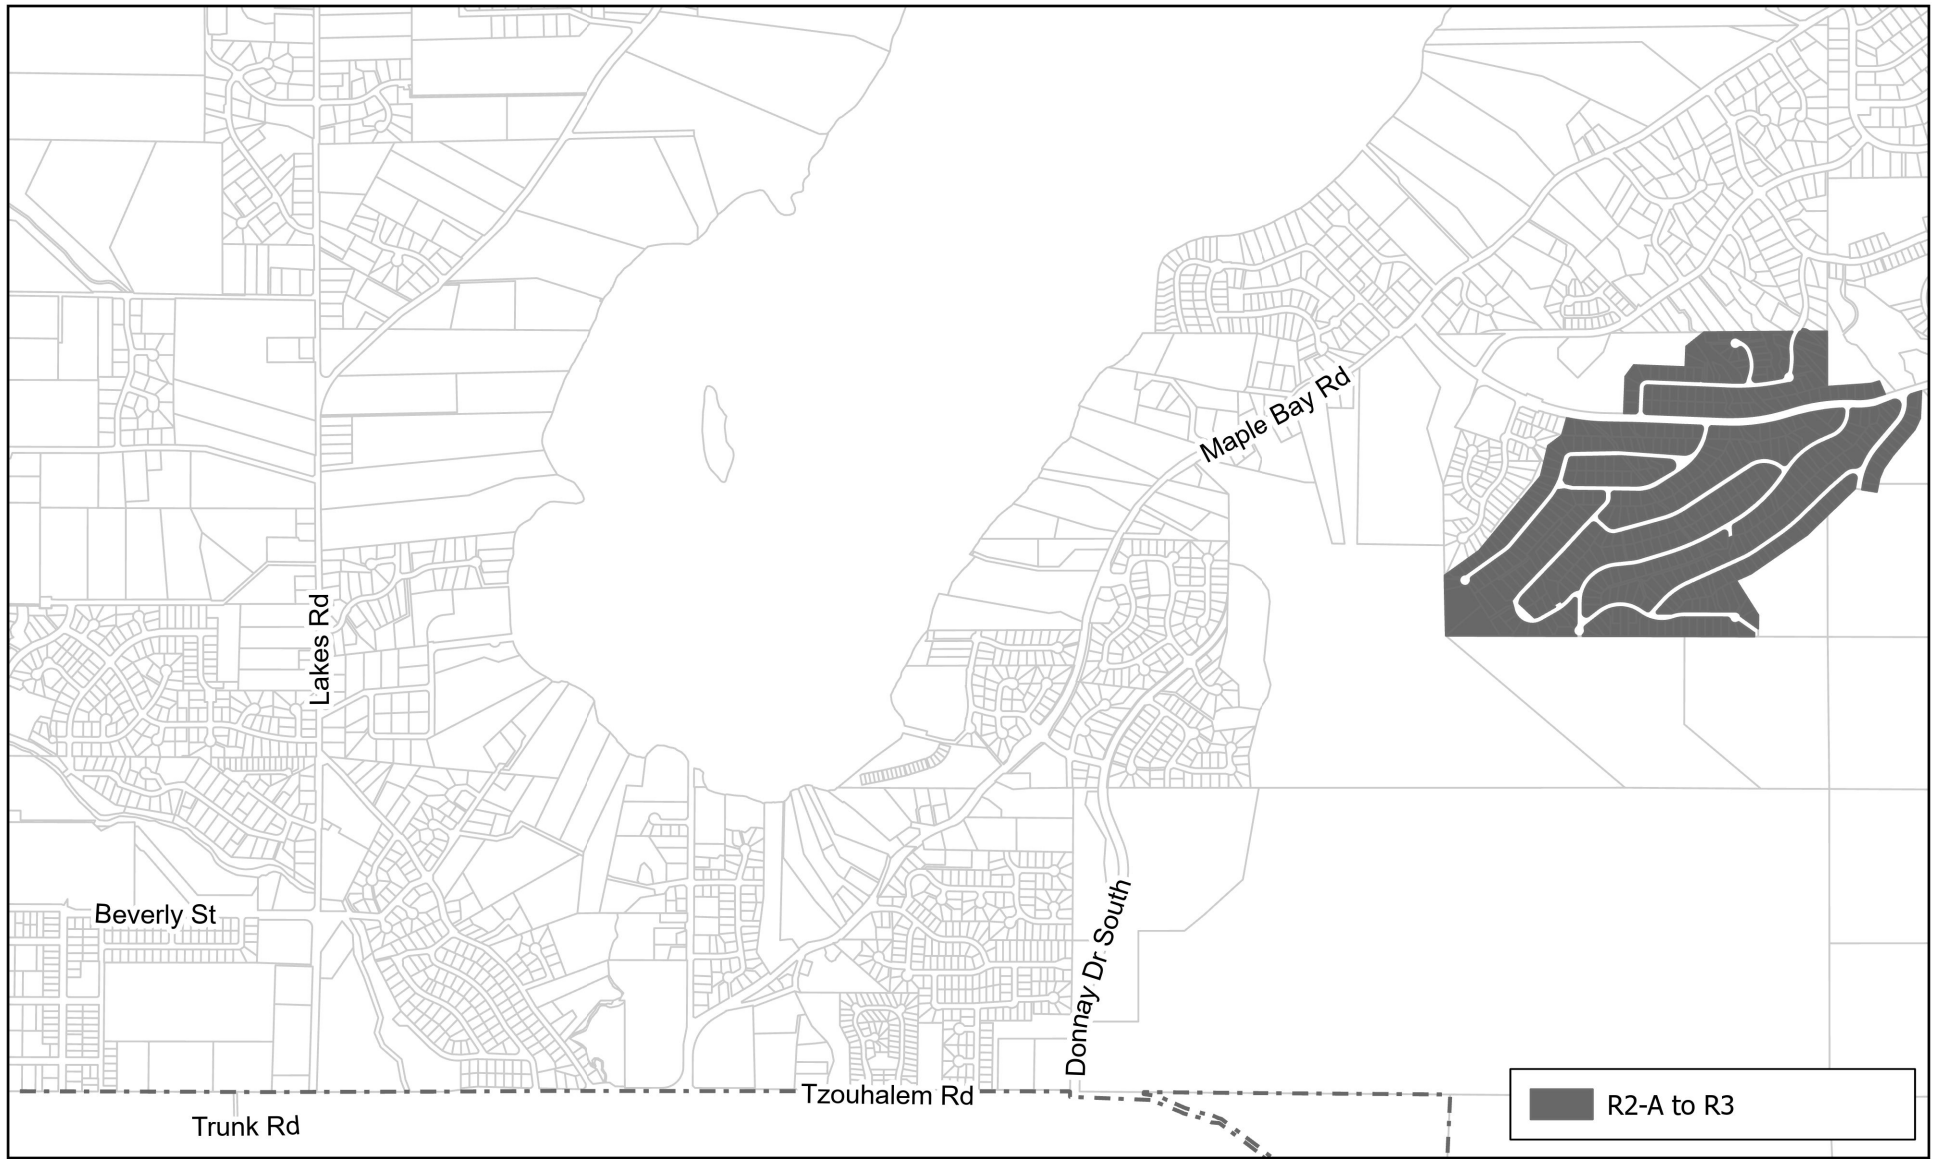 Maple Bay Rd
Lakes Rd
Beverly St
Donnay Dr South
Tzouhalem Rd
Trunk Rd
R2-A to R3